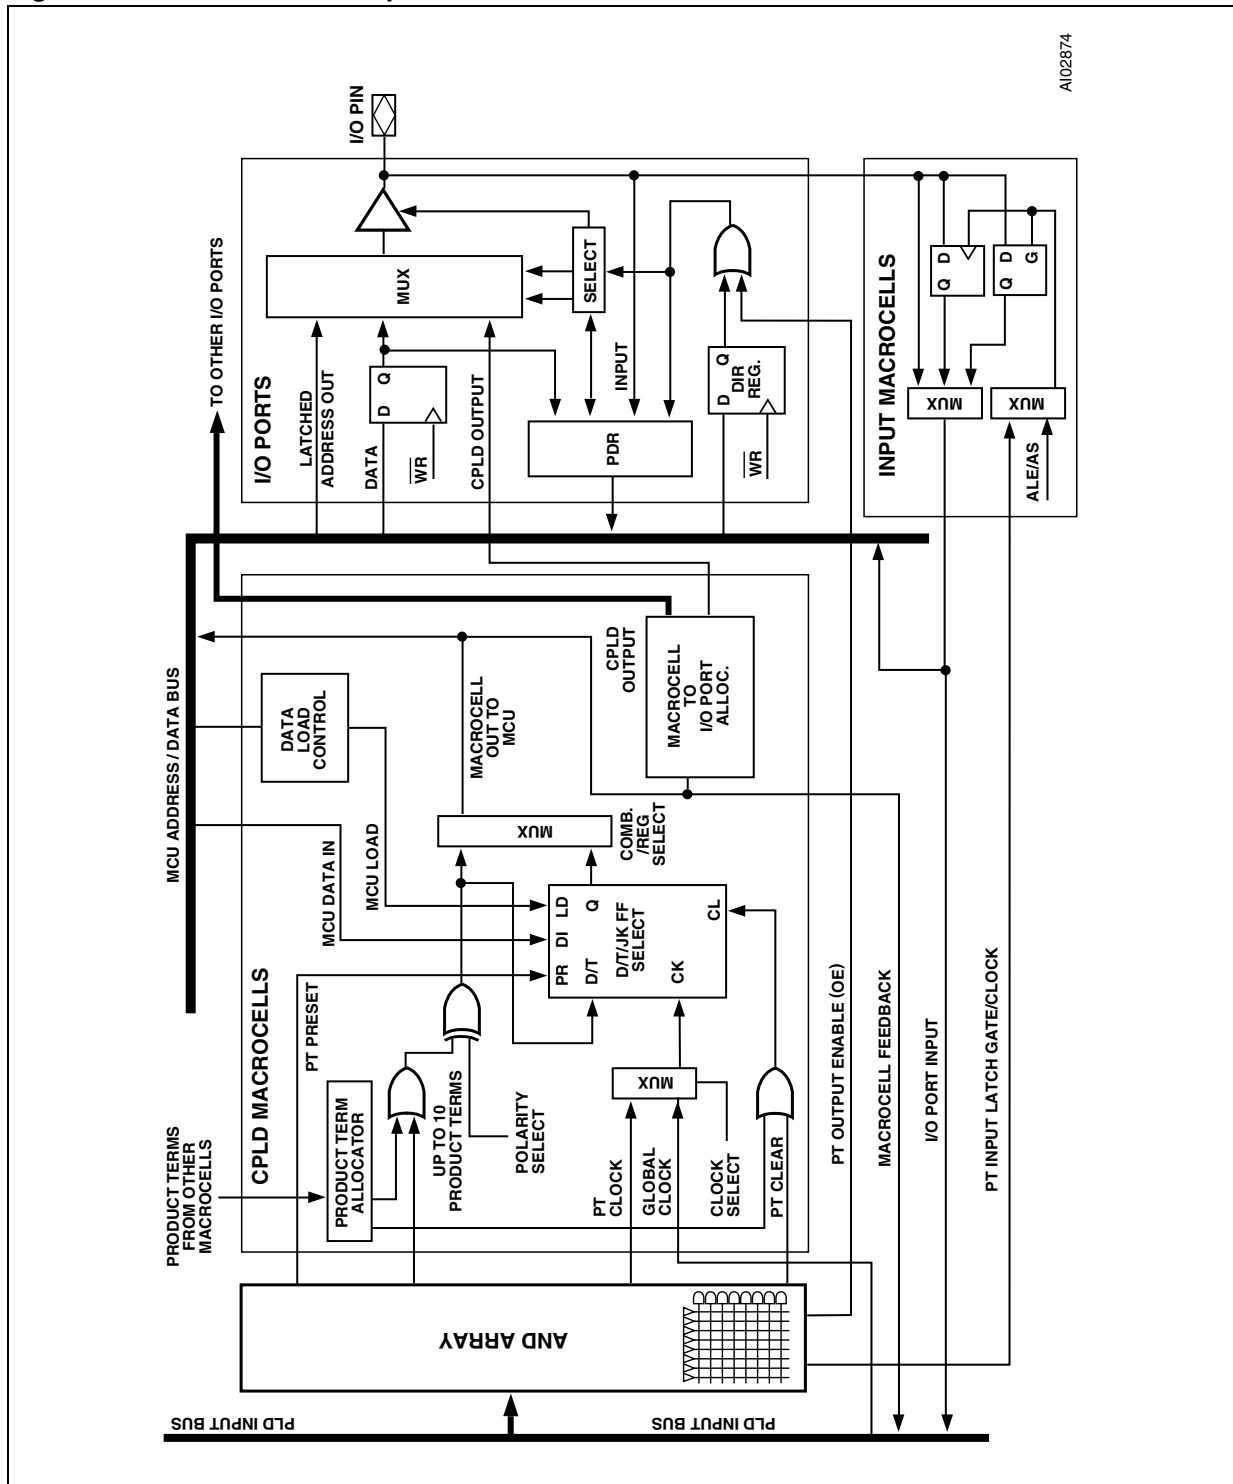 AI02874
PRODUCT TERMS
FROM OTHER
MACROCELLS
MCU ADDRESS / DATA BUS
TO OTHER I/O PORTS
CPLD MACROCELLS
I/O PORTS
PT PRESET
MCU DATA IN
MCU LOAD
DATA
LOAD
CONTROL
LATCHED
ADDRESS OUT
I/O PIN
PLD INPUT BUS
PRODUCT TERM
ALLOCATOR
DATA
D
Q
WR
MUX
AND ARRAY
UP TO 10
PRODUCT TERMS
POLARITY
SELECT
PR
DI
LD
D/T
Q
D/T/JK FF
SELECT
CK
CL
MUX
COMB.
/REG
SELECT
MACROCELL
OUT TO
MCU
CPLD OUTPUT
SELECT
PT
CLOCK
GLOBAL
CLOCK
MUX
CLOCK
SELECT
PT CLEAR
CPLD
OUTPUT
MACROCELL
TO
I/O PORT
ALLOC.
PDR
INPUT
D
Q
DIR
REG.
WR
PLD INPUT BUS
PT OUTPUT ENABLE (OE)
MACROCELL FEEDBACK
I/O PORT INPUT
PT INPUT LATCH GATE/CLOCK
INPUT MACROCELLS
MUX
Q
D
MUX
Q
D
G
ALE/AS